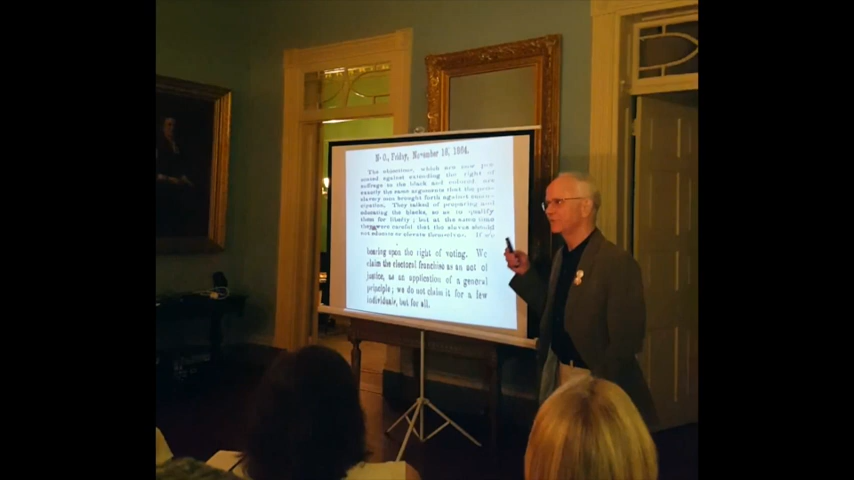 N. O., Friday, November 18, 1864.
The objections, which are now pre-
sented against extending the right of
suffrage to the black and colored, are
exactly the same arguments that the pro-
slavery men brought forth against eman-
cipation. They talked of preparing and
educating the blacks, so as to qualify
them for liberty; but at the same time
they were careful that the slaves should
not educate or elevate themselves. If
bearing upon the right of voting. We
claim the electoral franchise as an act of
justice, as an application of a general
principle; we do not claim it for a few
individuals, but for all.